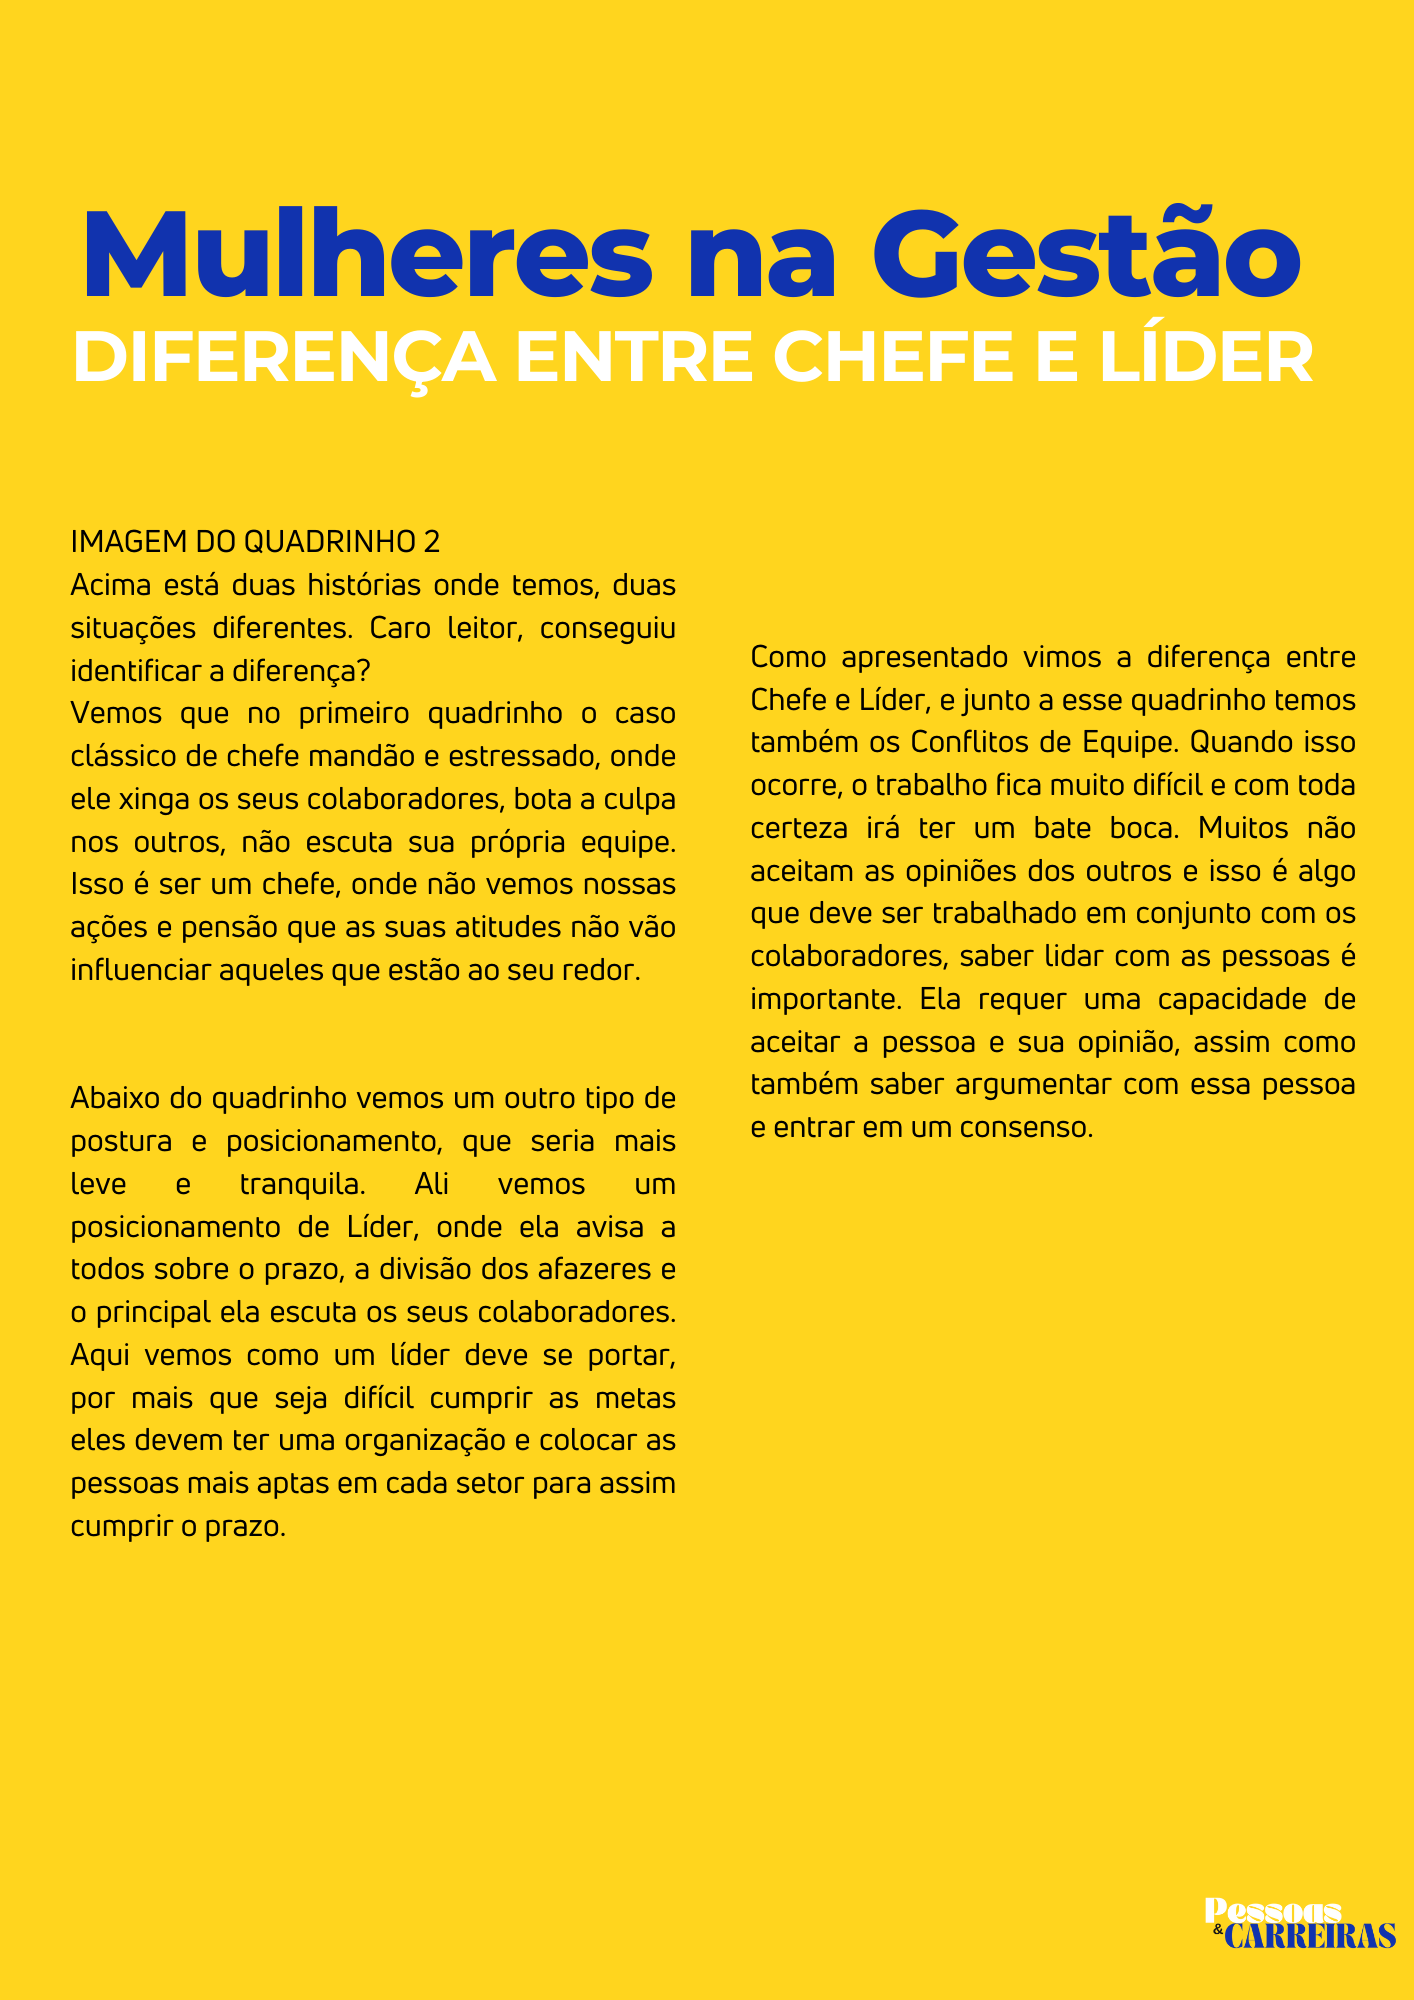 Mulheres na Gestão
DIFERENÇA ENTRE CHEFE E LÍDER
IMAGEM DO QUADRINHO 2
Acima está duas histórias onde temos, duas
situações diferentes. Caro leitor, conseguiu
identificar a diferença?
Vemos que no primeiro quadrinho o caso
clássico de chefe mandão e estressado, onde
ele xinga os seus colaboradores, bota a culpa
nos outros, não escuta sua própria equipe.
Isso é ser um chefe, onde não vemos nossas
ações e pensão que as suas atitudes não vão
influenciar aqueles que estão ao seu redor.
Abaixo do quadrinho vemos um outro tipo de
postura e posicionamento, que seria mais
leve e tranquila. Ali vemos um
posicionamento de Líder, onde ela avisa a
todos sobre o prazo, a divisão dos afazeres e
o principal ela escuta os seus colaboradores.
Aqui vemos como um líder deve se portar,
por mais que seja difícil cumprir as metas
eles devem ter uma organização e colocar as
pessoas mais aptas em cada setor para assim
cumprir o prazo.
Como apresentado vimos a diferença entre
Chefe e Líder, e junto a esse quadrinho temos
também os Conflitos de Equipe. Quando isso
ocorre, o trabalho fica muito difícil e com toda
certeza irá ter um bate boca. Muitos não
aceitam as opiniões dos outros e isso é algo
que deve ser trabalhado em conjunto com os
colaboradores, saber lidar com as pessoas é
importante. Ela requer uma capacidade de
aceitar a pessoa e sua opinião, assim como
também saber argumentar com essa pessoa
e entrar em um consenso.
Pessoas
&CARREIRAS